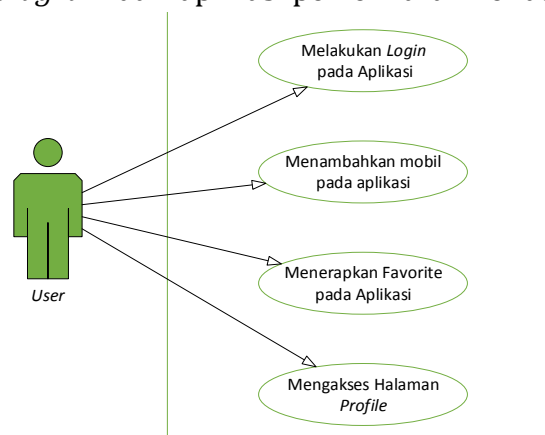 Melakukan Login
pada Aplikasi
Menambahkan mobil
pada aplikasi
Menerapkan Favorite
pada Aplikasi
User
Mengakses Halaman
Profile